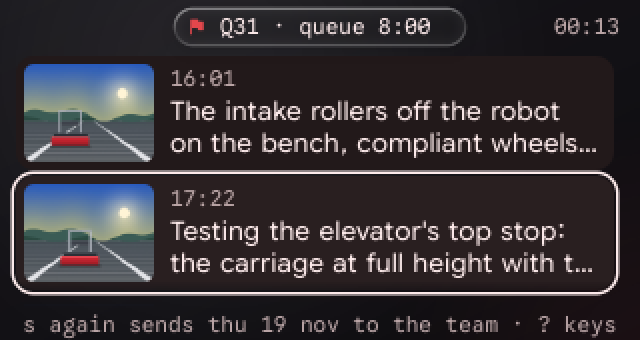 Q31 · queue 8:00
00:13
16:01
The intake rollers off the robot
on the bench, compliant wheels...
17:22
Testing the elevator's top stop:
the carriage at full height with t...
s again sends thu 19 nov to the team · ? keys